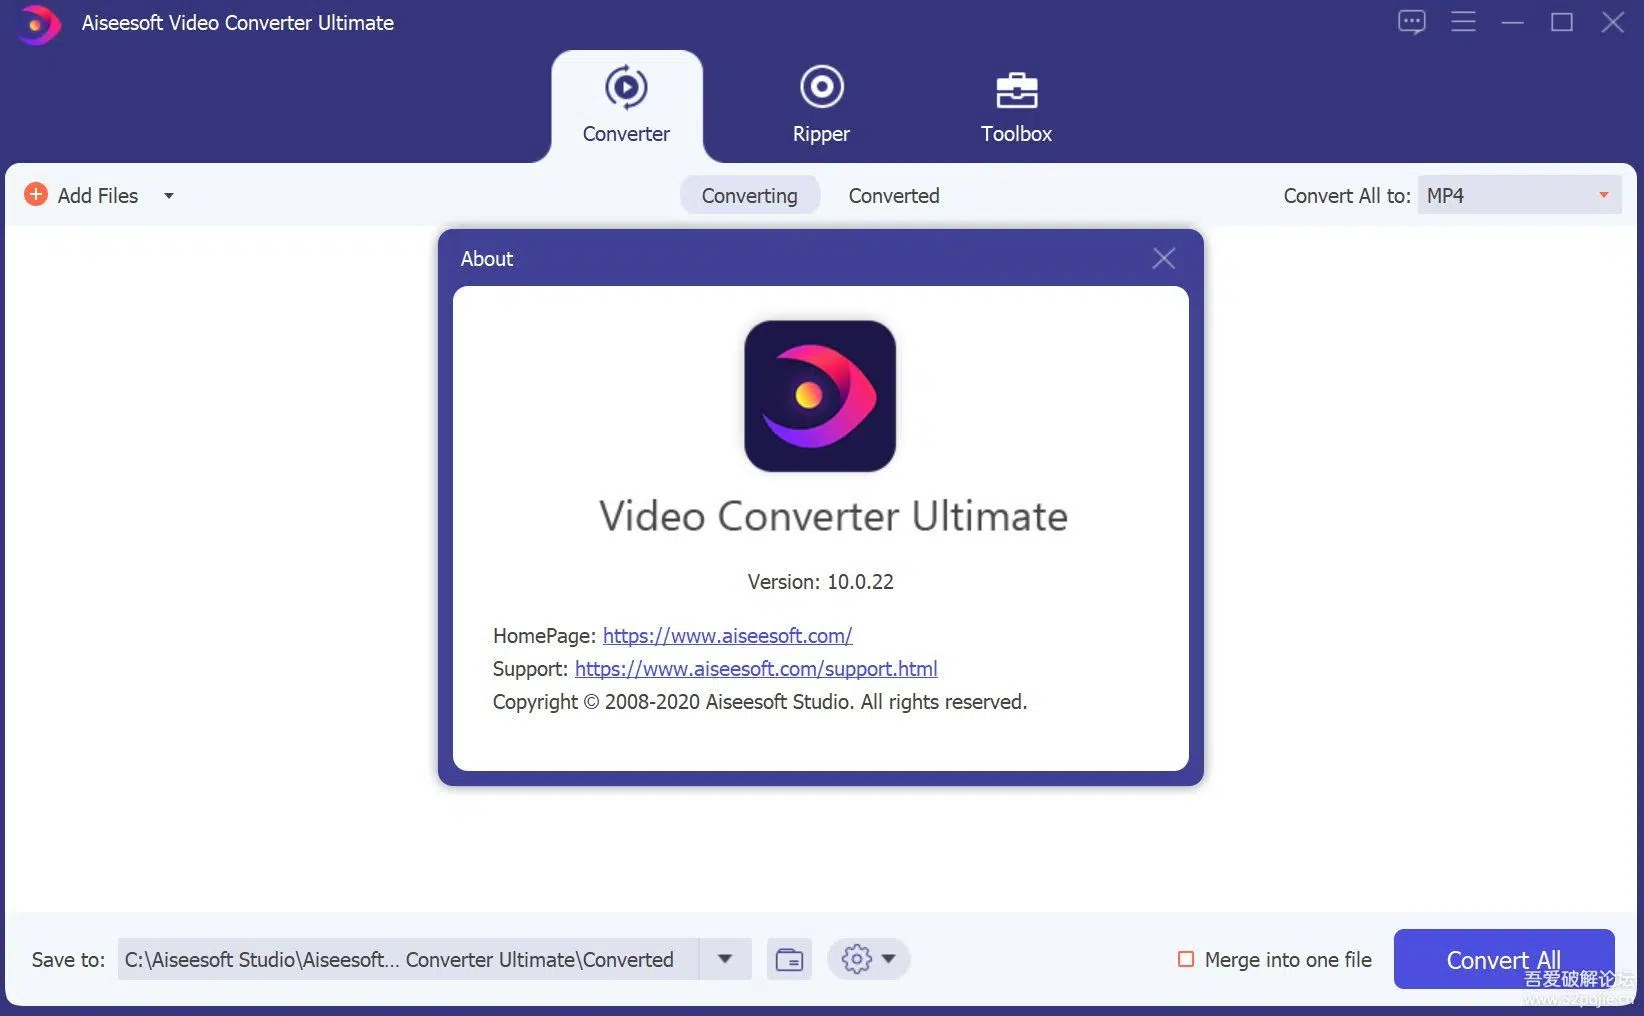 Aiseesoft Video Converter Ultimate
Converter
Ripper
Toolbox
Add Files
Converting
Converted
Convert All to:
MP4
About
Video Converter Ultimate
Version: 10.0.22
HomePage: https://www.aiseesoft.com/
Support: https://www.aiseesoft.com/support.html
Copyright © 2008-2020 Aiseesoft Studio. All rights reserved.
Save to:
C:\Aiseesoft Studio\Aiseesoft... Converter Ultimate\Converted
Merge into one file
Convert All
吾爱破解论坛
www.52pojie.cn